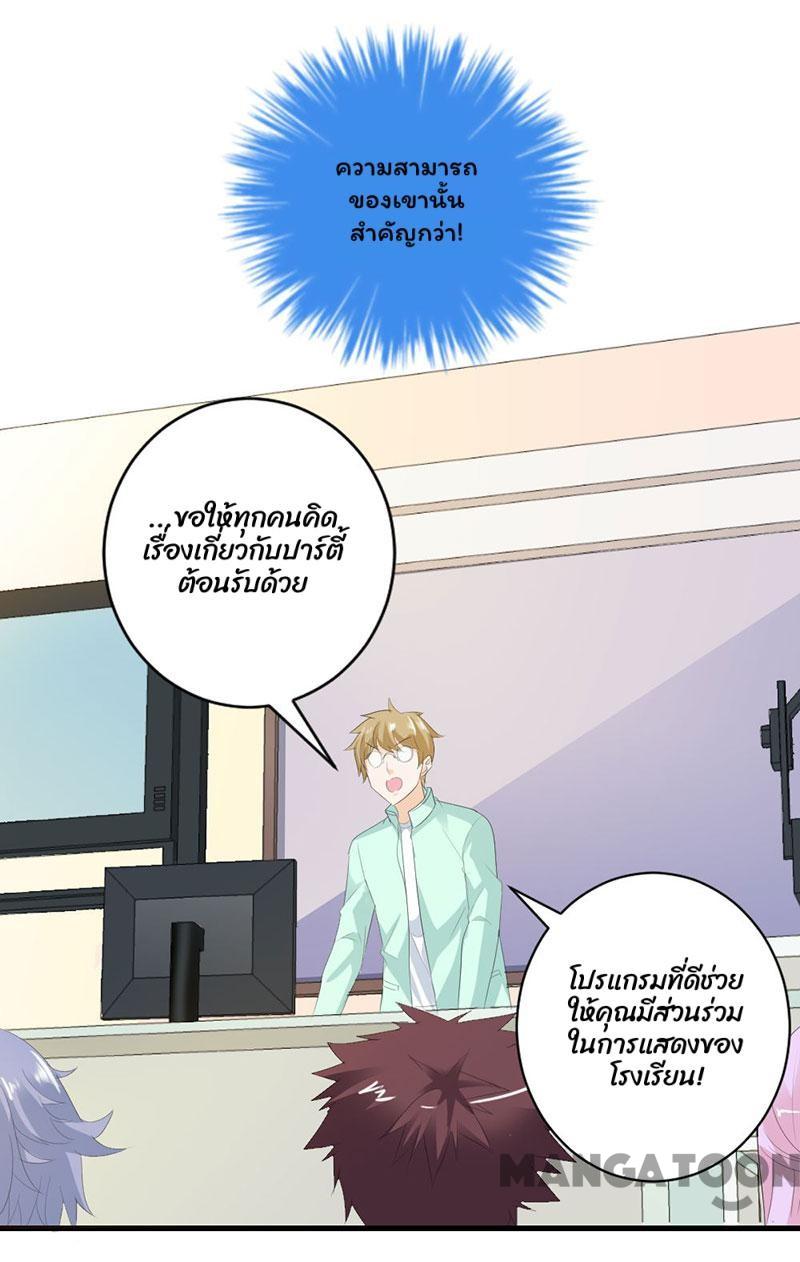 ความสามารถ
ของเขานั้น
สำคัญกว่า!
...ขอให้ทุกคนคิด
เรื่องเกี่ยวกับปาร์ตี้
ต้อนรับด้วย
โปรแกรมที่ดีช่วย
ให้คุณมีส่วนร่วม
ในการแสดงของ
โรงเรียน!
MANGATOON